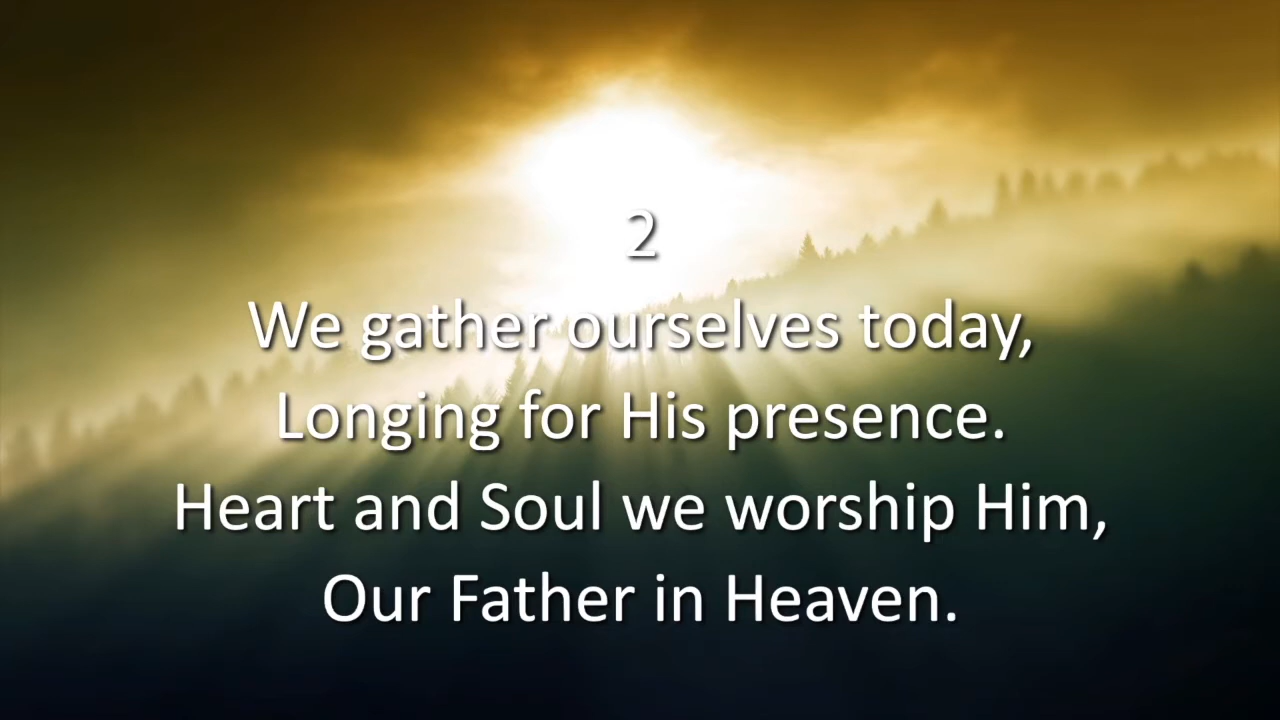 2
We gather ourselves today,
Longing for His presence.
Heart and Soul we worship Him,
Our Father in Heaven.